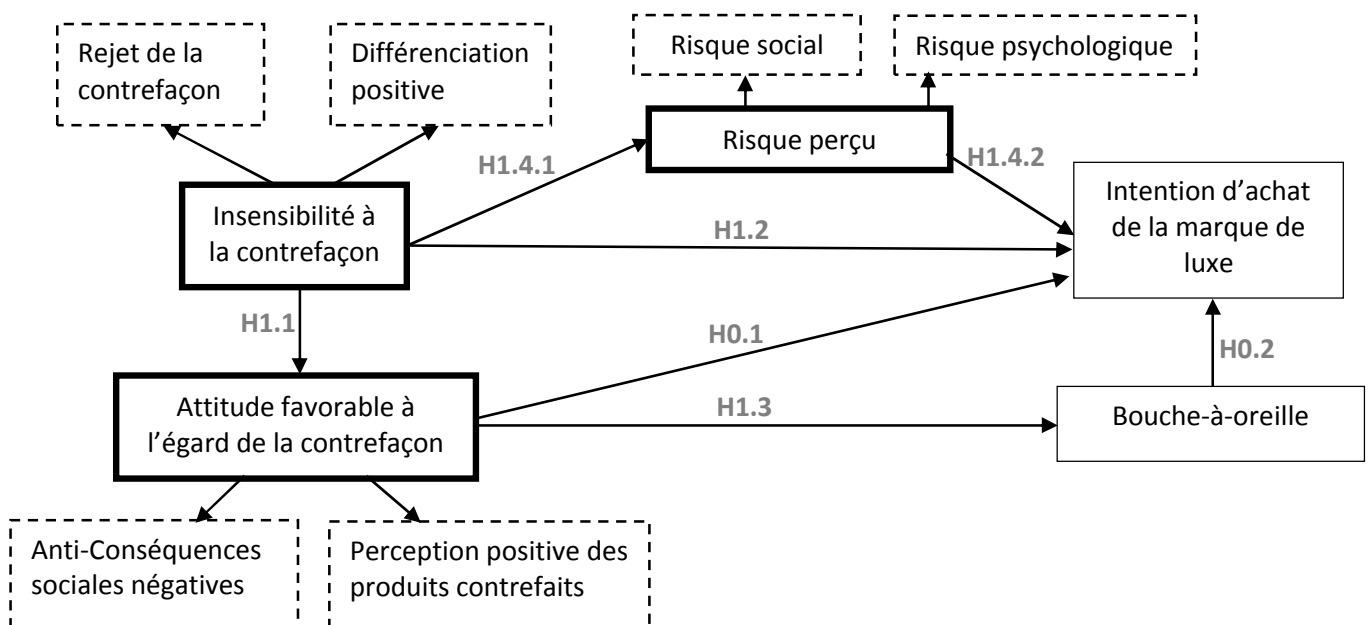 Rejet de la
contrefaçon
Différenciation
positive
Risque social
Risque psychologique
Risque perçu
H1.4.1
H1.4.2
Insensibilité à
la contrefaçon
H1.2
Intention d’achat
de la marque de
luxe
H1.1
H0.1
H0.2
Attitude favorable à
l’égard de la contrefaçon
H1.3
Bouche-à-oreille
Anti-Conséquences
sociales négatives
Perception positive des
produits contrefaits